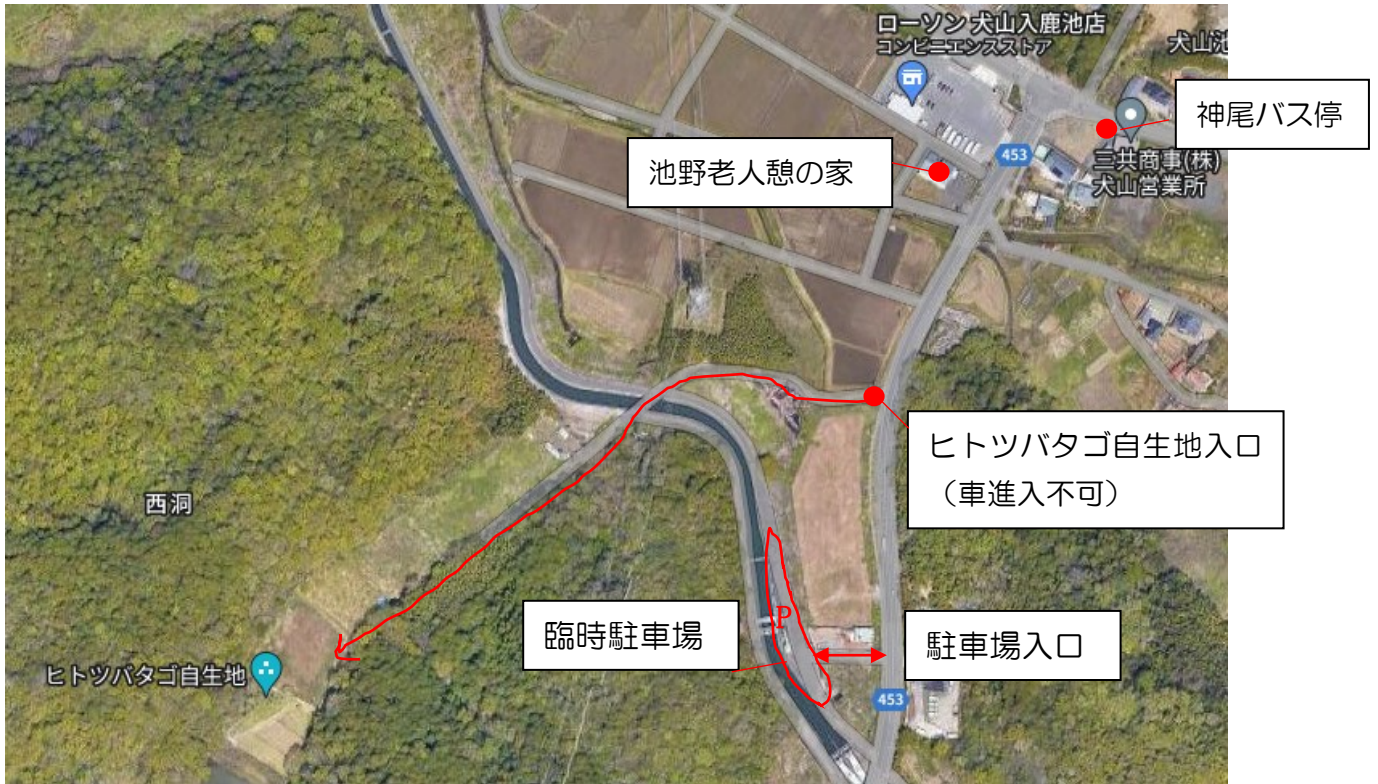 ローソン 犬山入鹿池店
コンビニエンスストア
犬山池
神尾バス停
453
三共商事(株)
犬山営業所
池野老人憩の家
ヒトツバタゴ自生地入口
(車進入不可)
西洞
P
臨時駐車場
駐車場入口
ヒトツバタゴ自生地
453